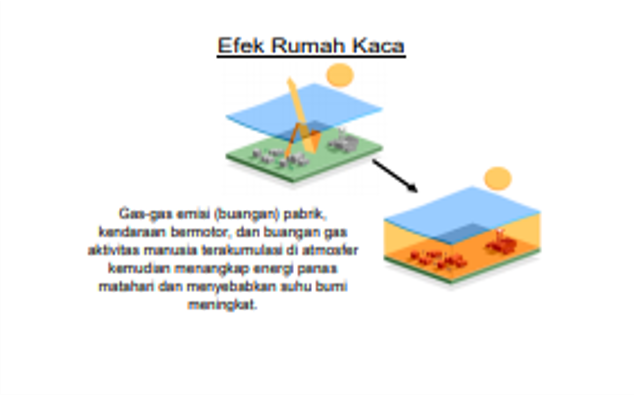 Efek Rumah Kaca
Gas-gas emisi (buangan) pabrik,
kendaraan bermotor, dan buangan gas
aktivitas manusia terakumulasi di atmosfer
kemudian menangkap energi panas
matahari dan menyebabkan suhu bumi
meningkat.